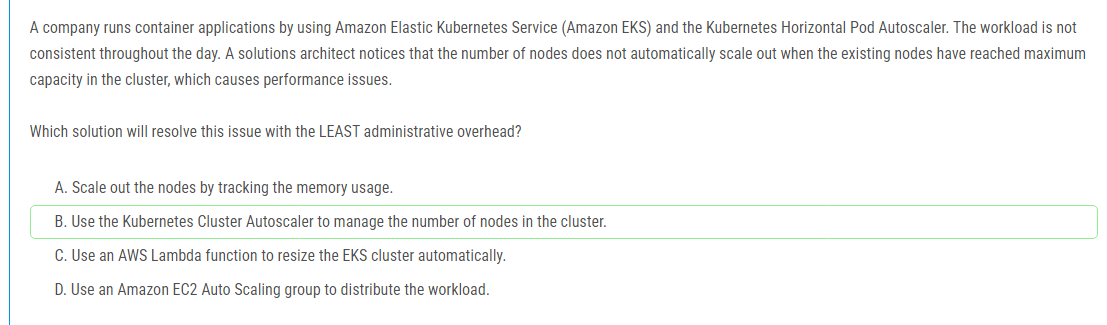 A company runs container applications by using Amazon Elastic Kubernetes Service (Amazon EKS) and the Kubernetes Horizontal Pod Autoscaler. The workload is not
consistent throughout the day. A solutions architect notices that the number of nodes does not automatically scale out when the existing nodes have reached maximum
capacity in the cluster, which causes performance issues.
Which solution will resolve this issue with the LEAST administrative overhead?
A. Scale out the nodes by tracking the memory usage.
B. Use the Kubernetes Cluster Autoscaler to manage the number of nodes in the cluster.
C. Use an AWS Lambda function to resize the EKS cluster automatically.
D. Use an Amazon EC2 Auto Scaling group to distribute the workload.